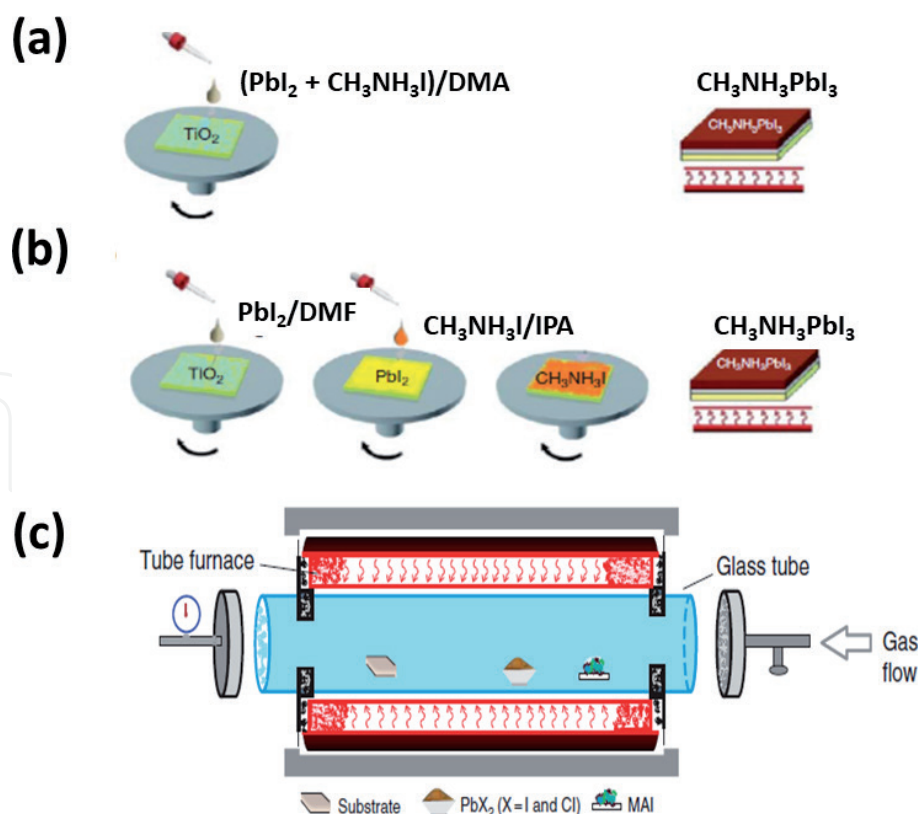 (a)
(PbI₂ + CH₃NH₃I)/DMA
CH₃NH₃PbI₃
TiO₂
CH₃NH₃PbI₃
(b)
PbI₂/DMF
CH₃NH₃I/IPA
CH₃NH₃PbI₃
TiO₂
PbI₂
CH₃NH₃I
CH₃NH₃PbI₃
(c)
Tube furnace
Glass tube
Gas
flow
Substrate
PbX₂ (X = I and Cl)
MAI